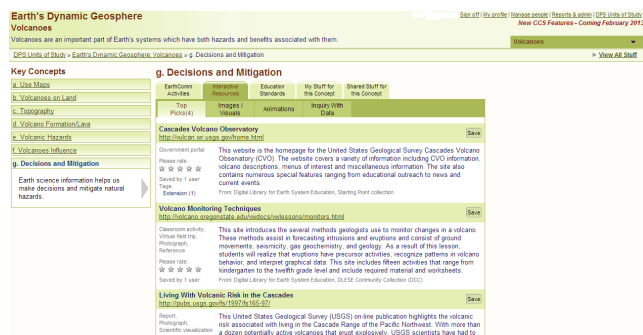 Earth's Dynamic Geosphere
Sign off | My profile | Manage people | Reports & admin | DPS Units of Study
New CCS Features - Coming February 2013
Volcanoes
Volcanoes are an important part of Earth's systems which have both hazards and benefits associated with them.
Volcanoes
DPS Units of Study » Earth's Dynamic Geosphere: Volcanoes » g. Decisions and Mitigation
View All Stuff
Key Concepts
a. Use Maps
b. Volcanoes on Land
c. Topography
d. Volcano Formation/Lava
e. Volcanic Hazards
f. Volcanoes Influence
g. Decisions and Mitigation
Earth science information helps us
make decisions and mitigate natural
hazards.
g. Decisions and Mitigation
EarthComm Activities
Interactive Resources
Education Standards
My Stuff for this Concept
Shared Stuff for this Concept
Top Picks(4)
Images / Visuals
Animations
Inquiry With Data
Cascades Volcano Observatory
Save
http://vulcan.wr.usgs.gov/home.html
Government portal
Please rate:
Saved by 1 user
Tags:
Extension (1)
This website is the homepage for the United States Geological Survey Cascades Volcano
Observatory (CVO). The website covers a variety of information including CVO information,
volcano descriptions, menus of interest and miscellaneous information. The site also
contains numerous special features ranging from educational outreach to news and
current events.
From: Digital Library for Earth System Education, Starting Point collection
Volcano Monitoring Techniques
Save
http://volcano.oregonstate.edu/vwdocs/vwlessons/monitors.html
Classroom activity,
Virtual field trip,
Photograph,
Reference
Please rate:
Saved by 1 user
This site introduces the several methods geologists use to monitor changes in a volcano.
These methods assist in forecasting intrusions and eruptions and consist of ground
movements, seismicity, gas geochemistry, and geology. As a result of this lesson,
students will realize that eruptions have precursor activities, recognize patterns in volcano
behavior, and interpret graphical data. This site includes fifteen activities that range from
kindergarten to the twelfth grade level and include required material and worksheets.
From: Digital Library for Earth System Education, DLESE Community Collection (DCC)
Living With Volcanic Risk in the Cascades
Save
http://pubs.usgs.gov/fs/1997/fs165-97/
Report,
Photograph,
Scientific visualization
This United States Geological Survey (USGS) on-line publication highlights the volcanic
risk associated with living in the Cascade Range of the Pacific Northwest. With more than
a dozen potentially active volcanoes that erupt explosively, USGS scientists have had to